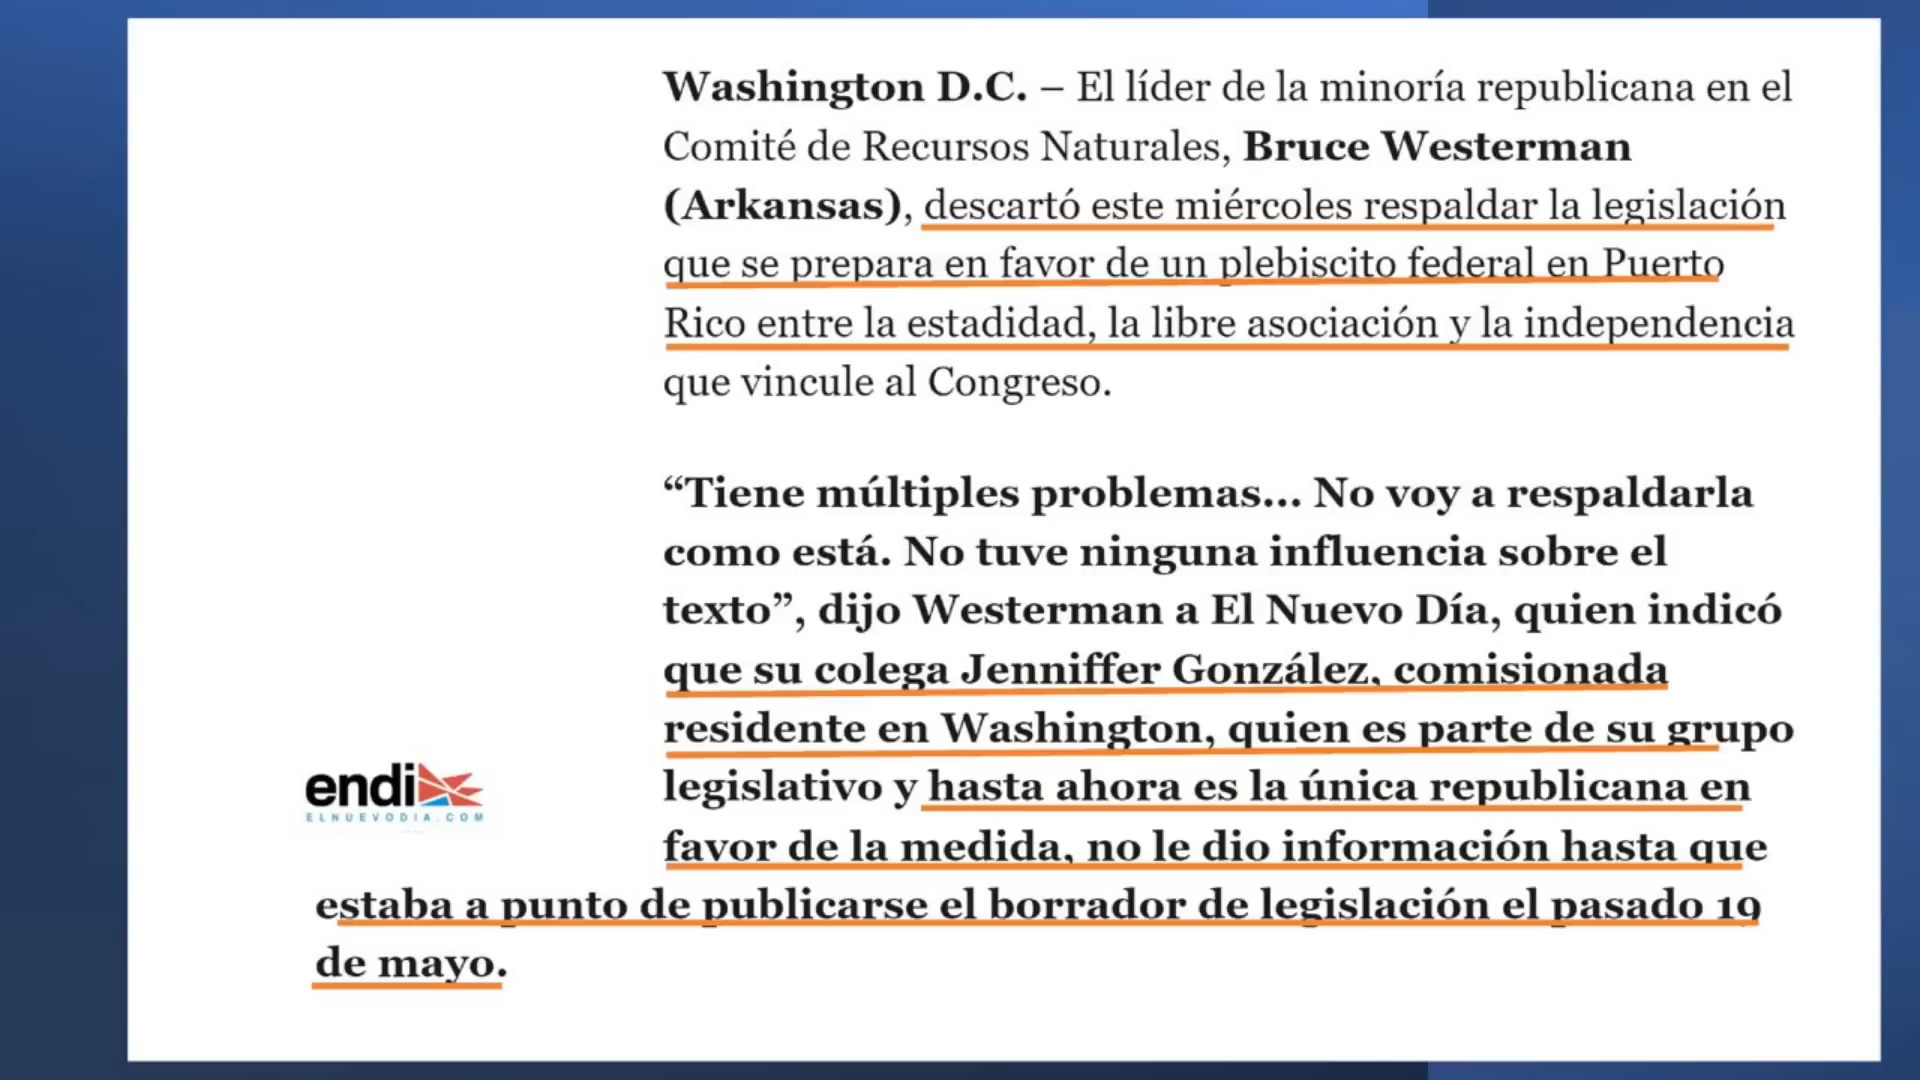 Washington D.C. – El líder de la minoría republicana en el
Comité de Recursos Naturales, Bruce Westerman
(Arkansas), descartó este miércoles respaldar la legislación
que se prepara en favor de un plebiscito federal en Puerto
Rico entre la estadidad, la libre asociación y la independencia
que vincule al Congreso.
“Tiene múltiples problemas... No voy a respaldarla
como está. No tuve ninguna influencia sobre el
texto”, dijo Westerman a El Nuevo Día, quien indicó
que su colega Jenniffer González, comisionada
residente en Washington, quien es parte de su grupo
legislativo y hasta ahora es la única republicana en
favor de la medida, no le dio información hasta que
estaba a punto de publicarse el borrador de legislación el pasado 19
de mayo.
endi
ELNUEVODIA.COM